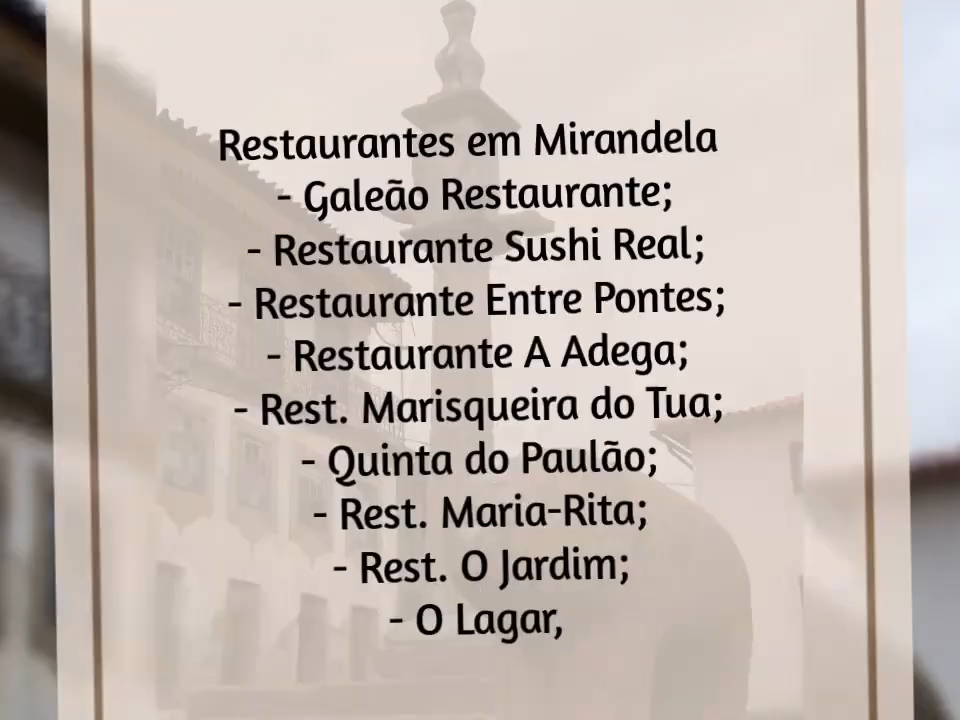 Restaurantes em Mirandela
- Galeão Restaurante;
- Restaurante Sushi Real;
- Restaurante Entre Pontes;
- Restaurante A Adega;
- Rest. Marisqueira do Tua;
- Quinta do Paulão;
- Rest. Maria-Rita;
- Rest. O Jardim;
- O Lagar,